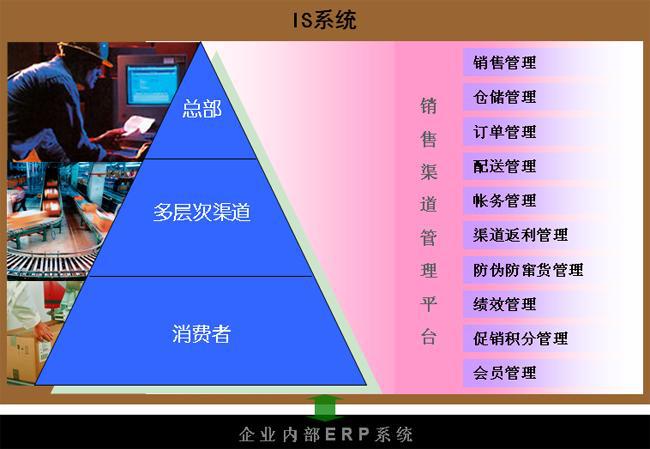 IS系统
总部
多层次渠道
消费者
销售渠道管理平台
销售管理
仓储管理
订单管理
配送管理
帐务管理
渠道返利管理
防伪防窜货管理
绩效管理
促销积分管理
会员管理
企业内部ERP系统